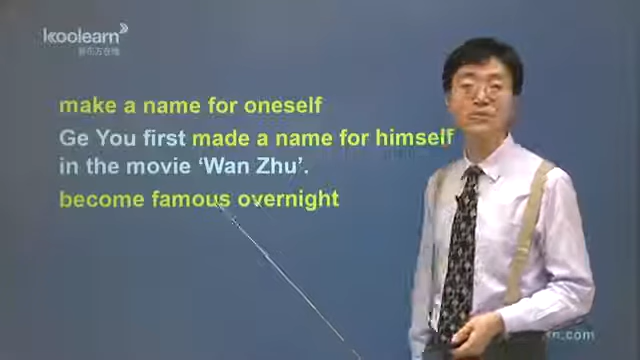 koolearn
新东方在线
make a name for oneself
Ge You first made a name for himself
in the movie ‘Wan Zhu’.
become famous overnight
n.com